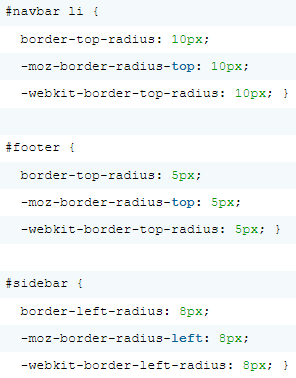 #navbar li {
border-top-radius: 10px;
-moz-border-radius-top: 10px;
-webkit-border-top-radius: 10px; }
#footer {
border-top-radius: 5px;
-moz-border-radius-top: 5px;
-webkit-border-top-radius: 5px; }
#sidebar {
border-left-radius: 8px;
-moz-border-radius-left: 8px;
-webkit-border-left-radius: 8px; }